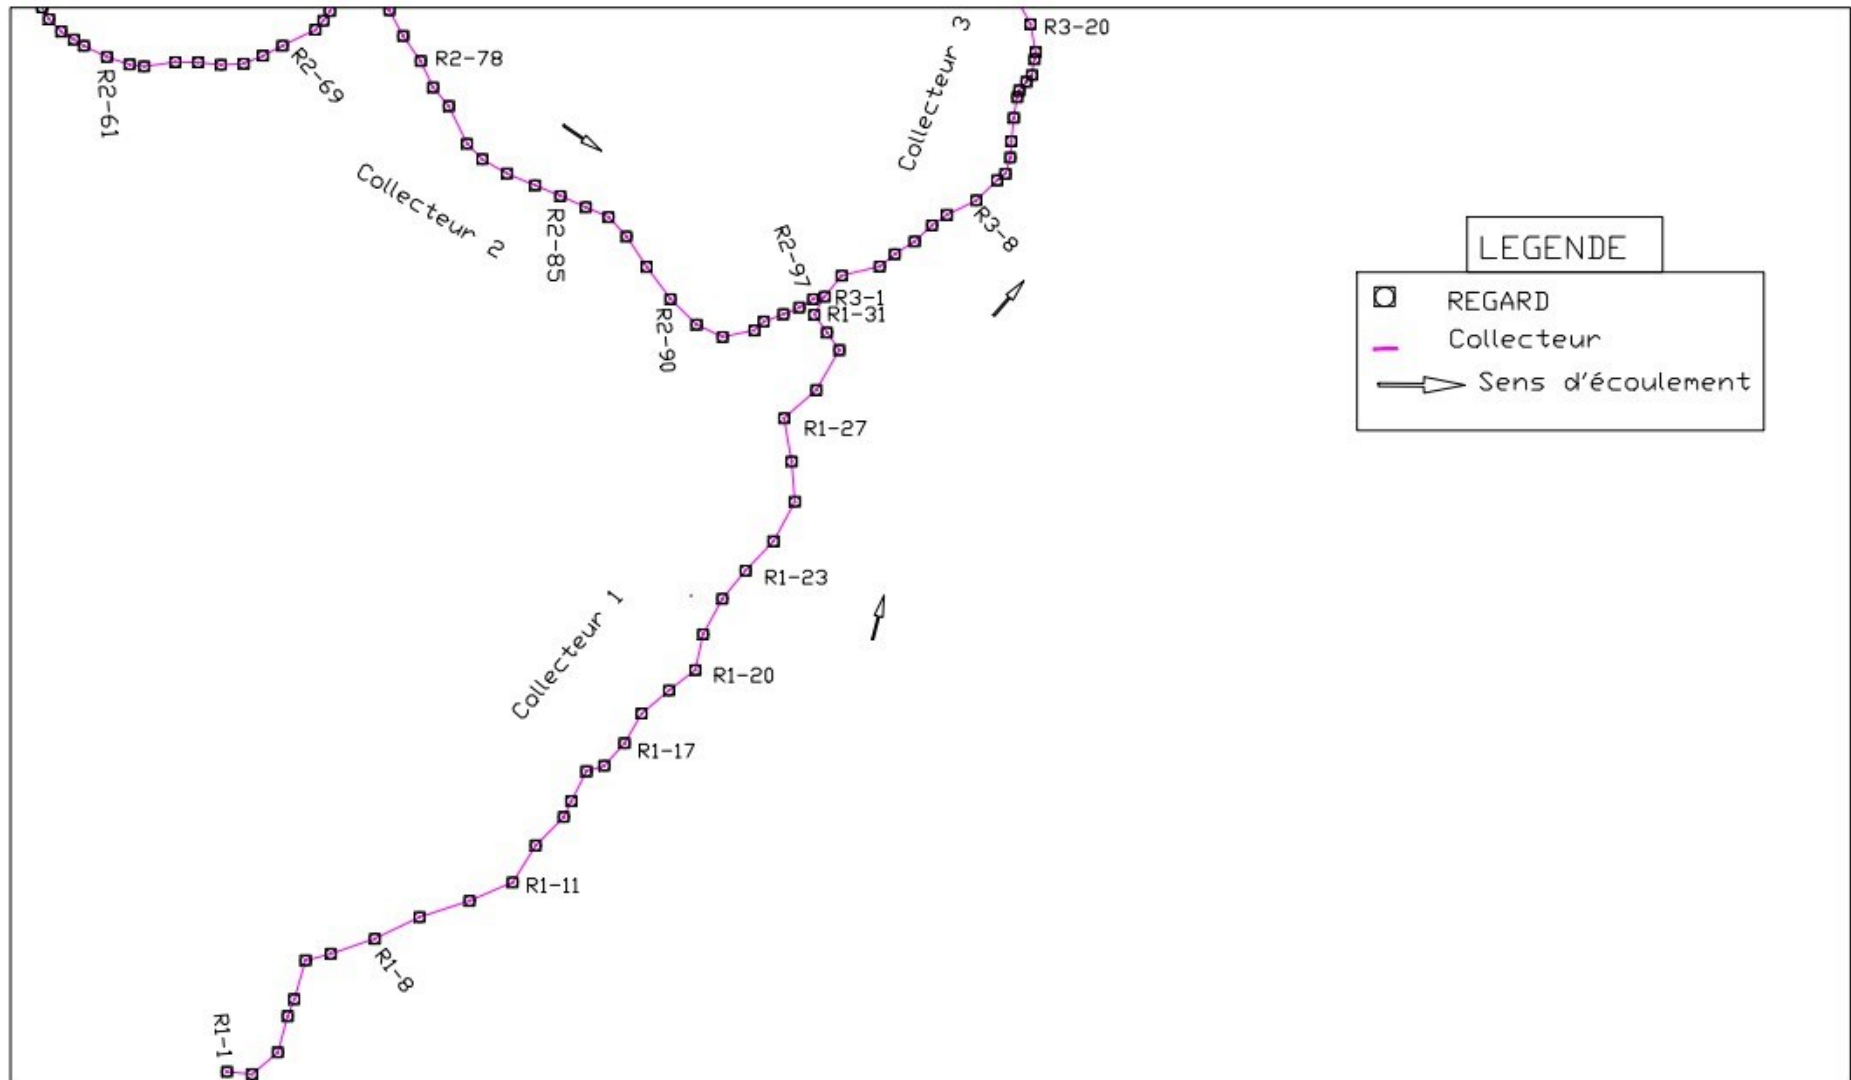 R3-20
Collecteur 3
R2-78
R2-69
R2-61
Collecteur 2
R2-85
R3-8
R2-97
R3-1
R1-31
R2-90
R1-27
R1-23
Collecteur 1
R1-20
R1-17
R1-11
R1-8
R1-1
LEGENDE
REGARD
Collecteur
Sens d'écoulement